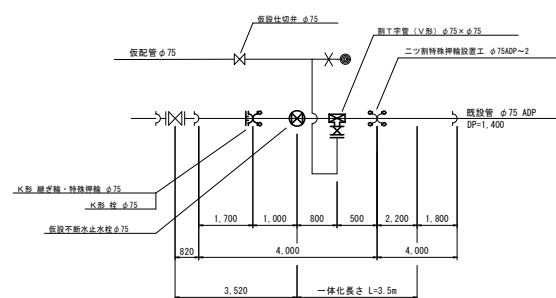 仮設仕切弁 φ75
割T字管（V形）φ75×φ75
仮配管φ75
二ツ割特殊押輪設置工 φ75ADP～2
既設管 φ75 ADP
DP=1,400
K形 継ぎ輪・特殊押輪 φ75
K形 栓 φ75
仮設不断水止水栓φ75
1,700 1,000 800 500 2,200 1,800
820 4,000 4,000
3,520 一体化長さ L=3.5m